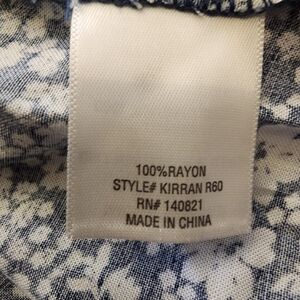 100%RAYON
STYLE# KIRRAN R60
RN# 140821
MADE IN CHINA